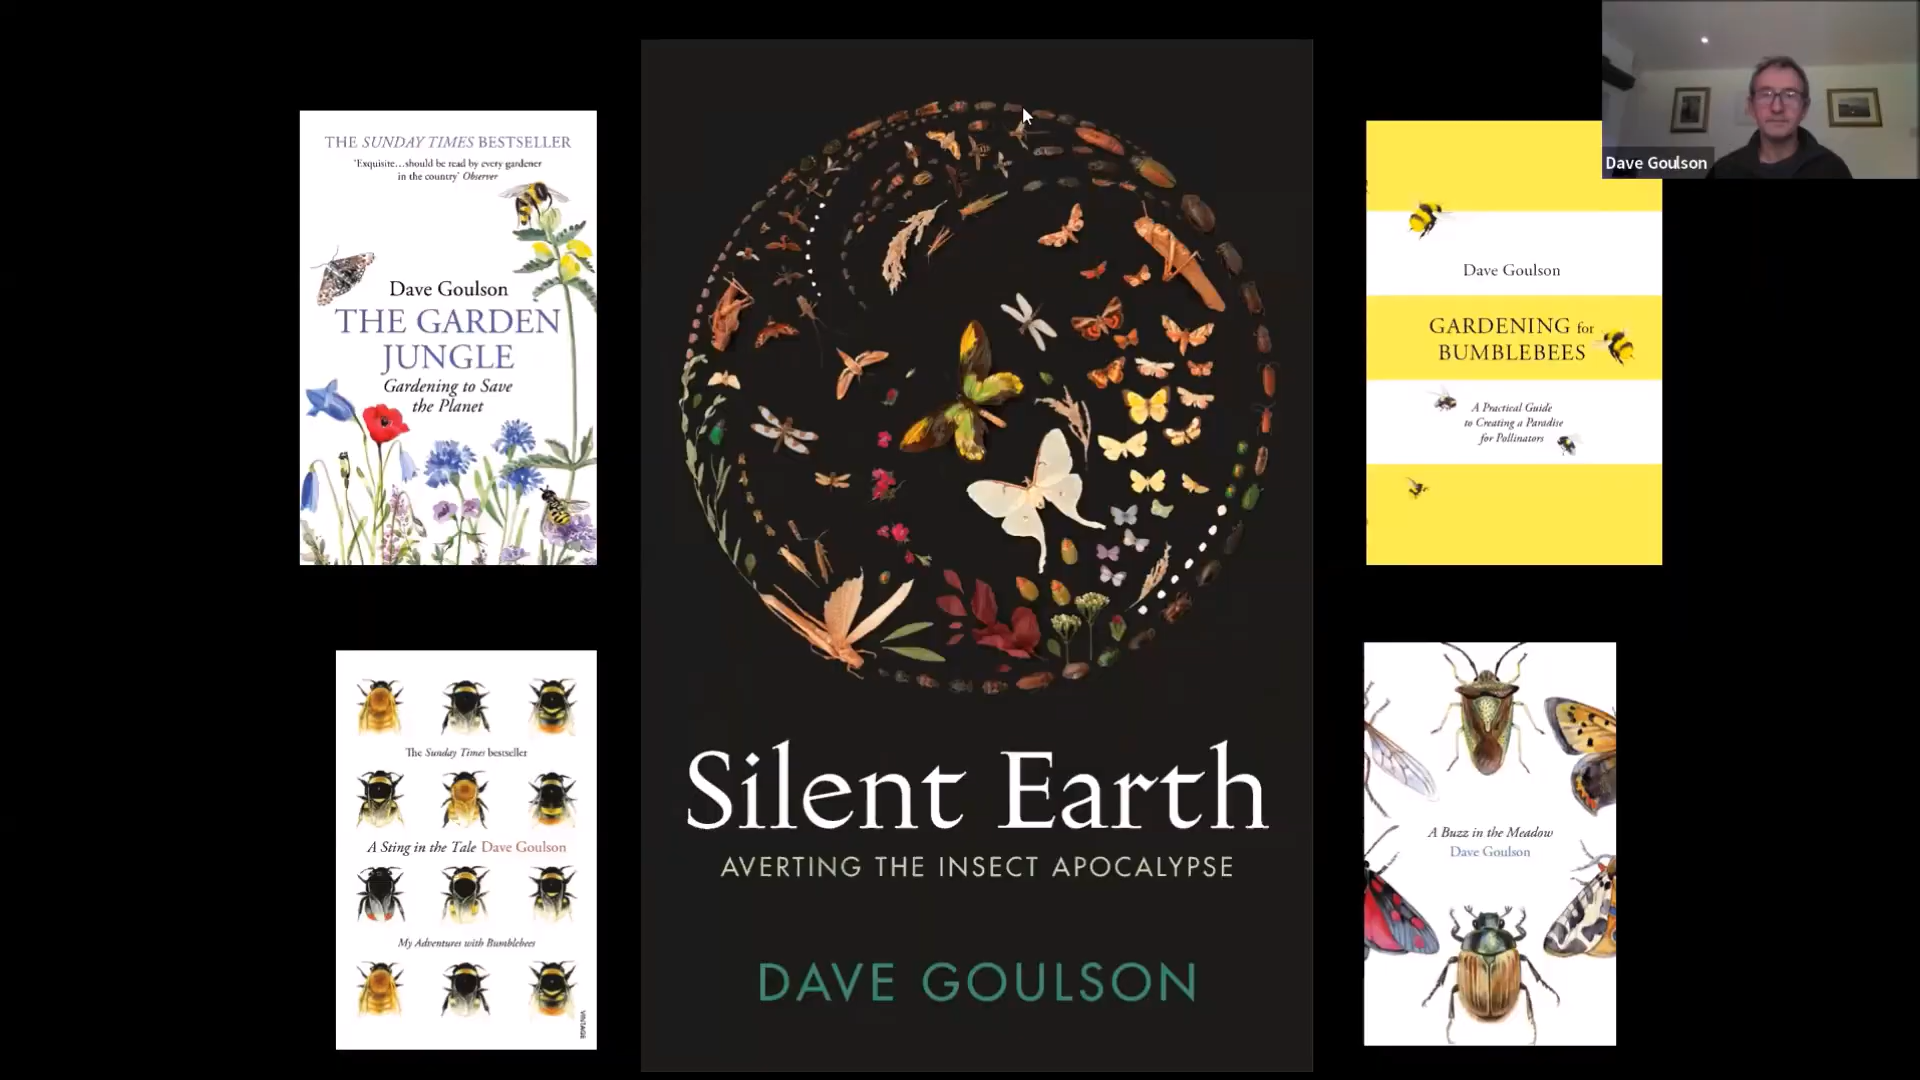 THE SUNDAY TIMES BESTSELLER
'Exquisite...should be read by every gardener
in the country' Observer
Dave Goulson
THE GARDEN
JUNGLE
Gardening to Save
the Planet
The Sunday Times bestseller
A Sting in the Tale Dave Goulson
My Adventures with Bumblebees
VINTAGE
Silent Earth
AVERTING THE INSECT APOCALYPSE
DAVE GOULSON
Dave Goulson
Dave Goulson
GARDENING for
BUMBLEBEES
A Practical Guide
to Creating a Paradise
for Pollinators
A Buzz in the Meadow
Dave Goulson